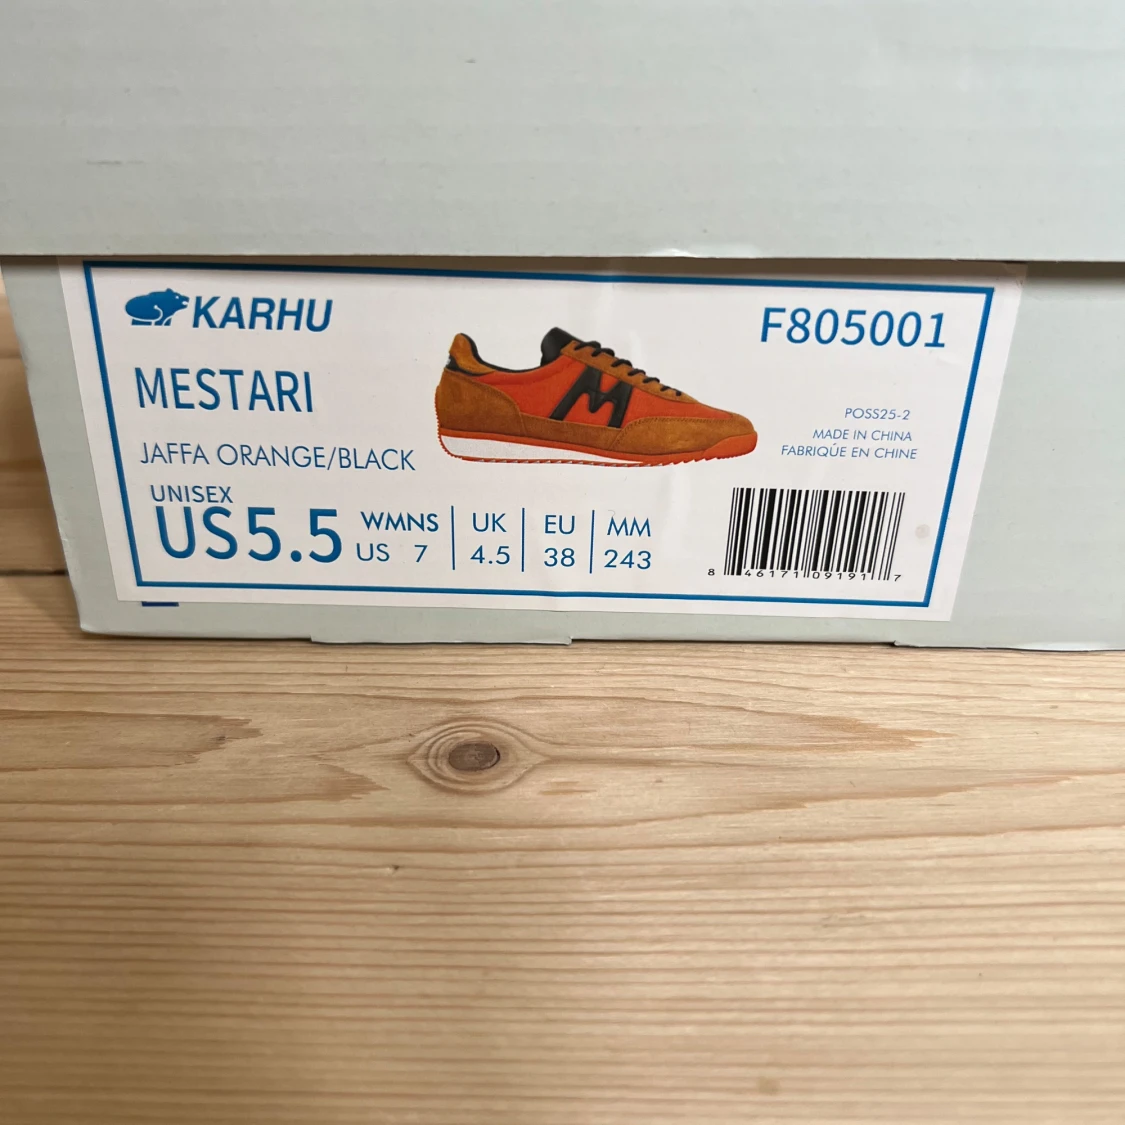 KARHU
F805001
MESTARI
M
POSS25-2
MADE IN CHINA
FABRIQÚE EN CHINE
JAFFA ORANGE/BLACK
UNISEX
US5.5
WMNS
US 7
UK
4.5
EU
38
MM
243
8 46171 09191 7